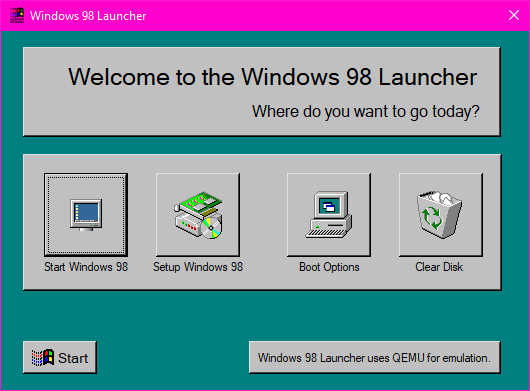 Windows 98 Launcher
Welcome to the Windows 98 Launcher
Where do you want to go today?
Start Windows 98
Setup Windows 98
Boot Options
Clear Disk
Start
Windows 98 Launcher uses QEMU for emulation.